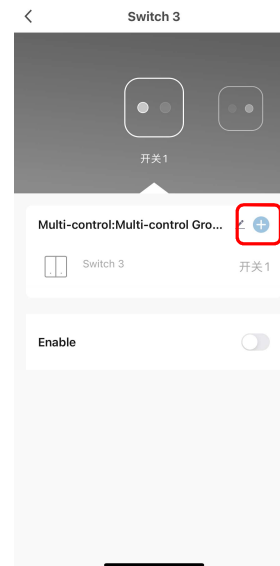 Switch 3
开关1
Multi-control:Multi-control Gro...
Switch 3
开关1
Enable